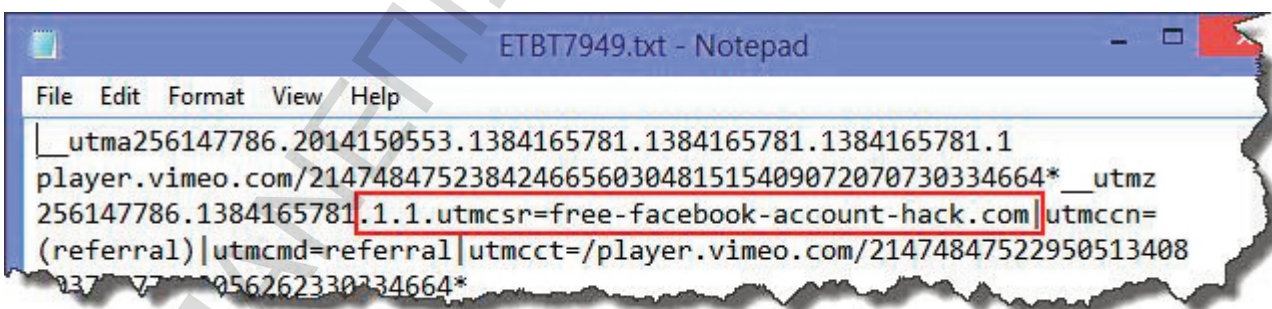 ETBT7949.txt - Notepad
File Edit Format View Help
__utma256147786.2014150553.1384165781.1384165781.1384165781.1
player.vimeo.com/2147484752384246656030481515409072070730334664*__utmz
256147786.1384165781.1.1.utmcsr=free-facebook-account-hack.com|utmccn=
(referral)|utmcmd=referral|utmcct=/player.vimeo.com/21474847522950513408